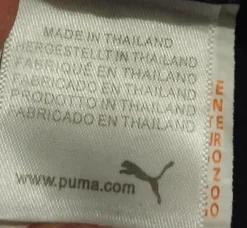 MADE IN THAILAND
HERGESTELLT IN THAILAND
FABRIQUÉ EN THAILAND
FABRICADO EN THAILAND
PRODOTTO IN THAILAND
FABRICADO EN THAILAND
www.puma.com